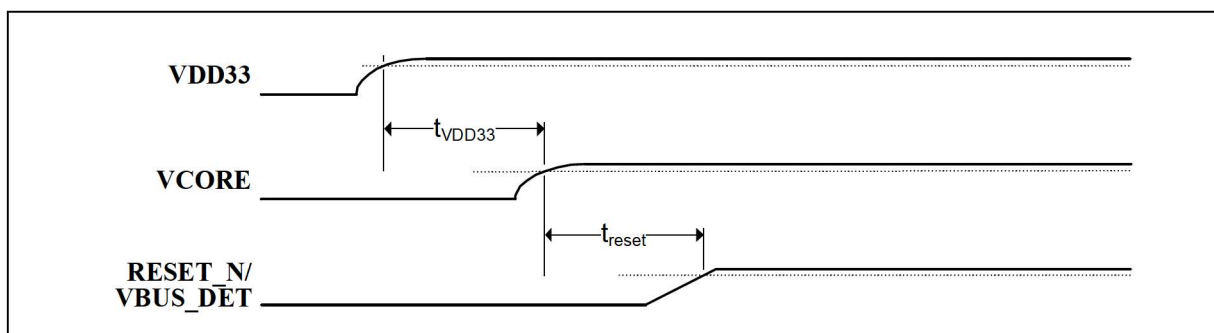 VDD33
tVDD33
VCORE
treset
RESET_N/
VBUS_DET